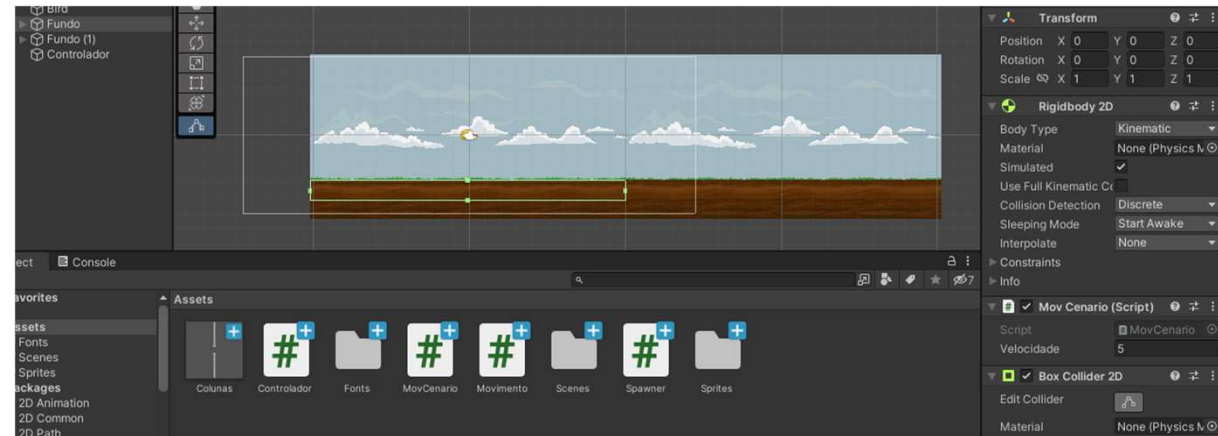 Bird
Fundo
Fundo (1)
Controlador
Transform
Position X 0 Y 0 Z 0
Rotation X 0 Y 0 Z 0
Scale X 1 Y 1 Z 1
Rigidbody 2D
Body Type Kinematic
Material None (Physics M
Simulated
Use Full Kinematic Co
Collision Detection Discrete
Sleeping Mode Start Awake
Interpolate None
Constraints
Info
# Mov Cenario (Script)
Script # MovCenario
Velocidade 5
Box Collider 2D
Edit Collider
Material None (Physics M
ect Console
7
avorites
ssets
Fonts
Scenes
Sprites
ackages
2D Animation
2D Common
2D Path
Assets
Colunas Controlador Fonts MovCenario Movimento Scenes Spawner Sprites